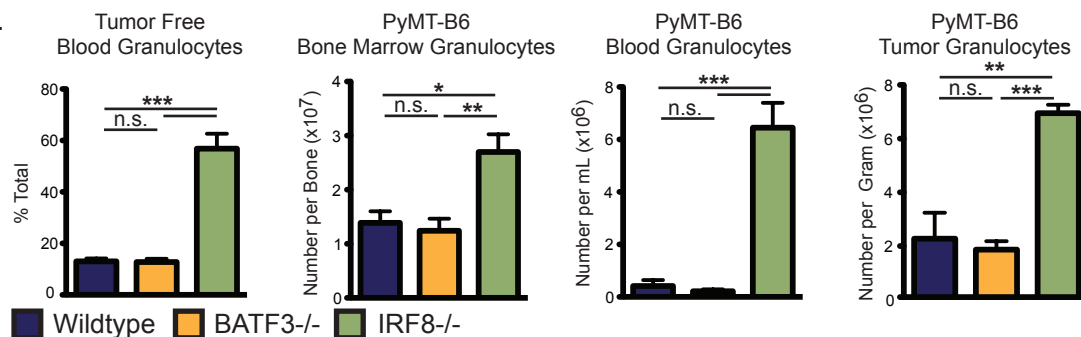 Tumor Free
Blood Granulocytes
% Total
80
60
40
20
0
***
n.s.
PyMT-B6
Bone Marrow Granulocytes
Number per Bone (x10⁷)
4
3
2
1
0
*
n.s.
**
PyMT-B6
Blood Granulocytes
Number per mL (x10⁶)
8
6
4
2
0
***
n.s.
PyMT-B6
Tumor Granulocytes
Number per Gram (x10⁶)
8
6
4
2
0
**
n.s.
***
Wildtype BATF3-/- IRF8-/-